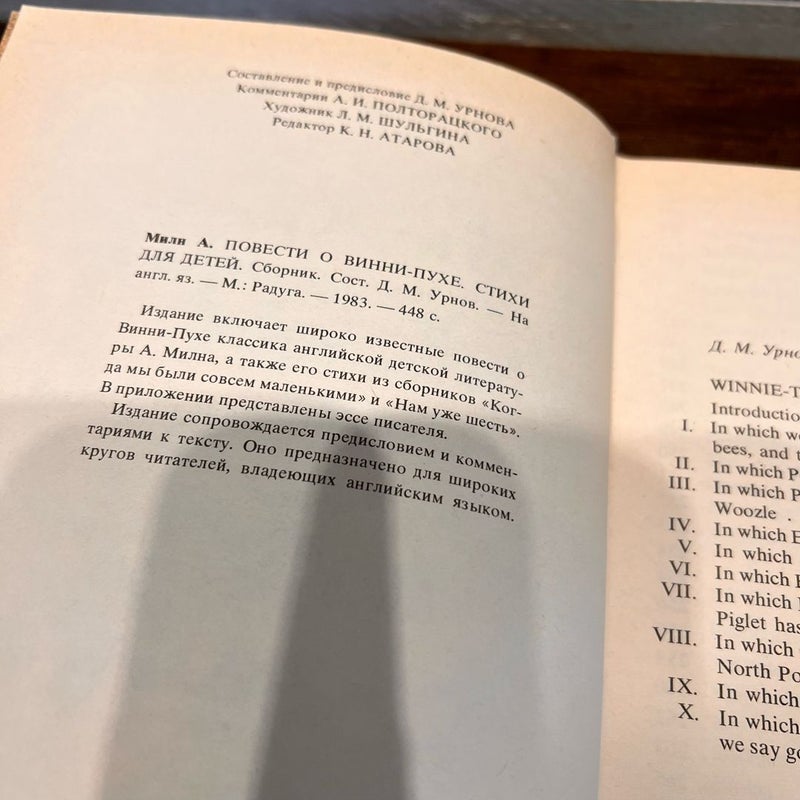 Составление и предисловие Д. М. УРНОВА
Комментарии А. И. ПОЛТОРАЦКОГО
Художник Л. М. ШУЛЬГИНА
Редактор К. Н. АТАРОВА
Милн А. ПОВЕСТИ О ВИННИ-ПУХЕ. СТИХИ
ДЛЯ ДЕТЕЙ. Сборник. Сост. Д. М. Урнов. — На
англ. яз. — М.: Радуга. — 1983. — 448 с.
Издание включает широко известные повести о
Винни-Пухе классика английской детской литерату-
ры А. Милна, а также его стихи из сборников «Ког-
да мы были совсем маленькими» и «Нам уже шесть».
В приложении представлены эссе писателя.
Издание сопровождается предисловием и коммен-
тариями к тексту. Оно предназначено для широких
кругов читателей, владеющих английским языком.
Д. М. Урно
WINNIE-T
Introductio
I. In which we
bees, and t
II. In which P
III. In which P
Woozle .
IV. In which E
V. In which
VI. In which E
VII. In which
Piglet has
VIII. In which
North Po
IX. In which
X. In which
we say go